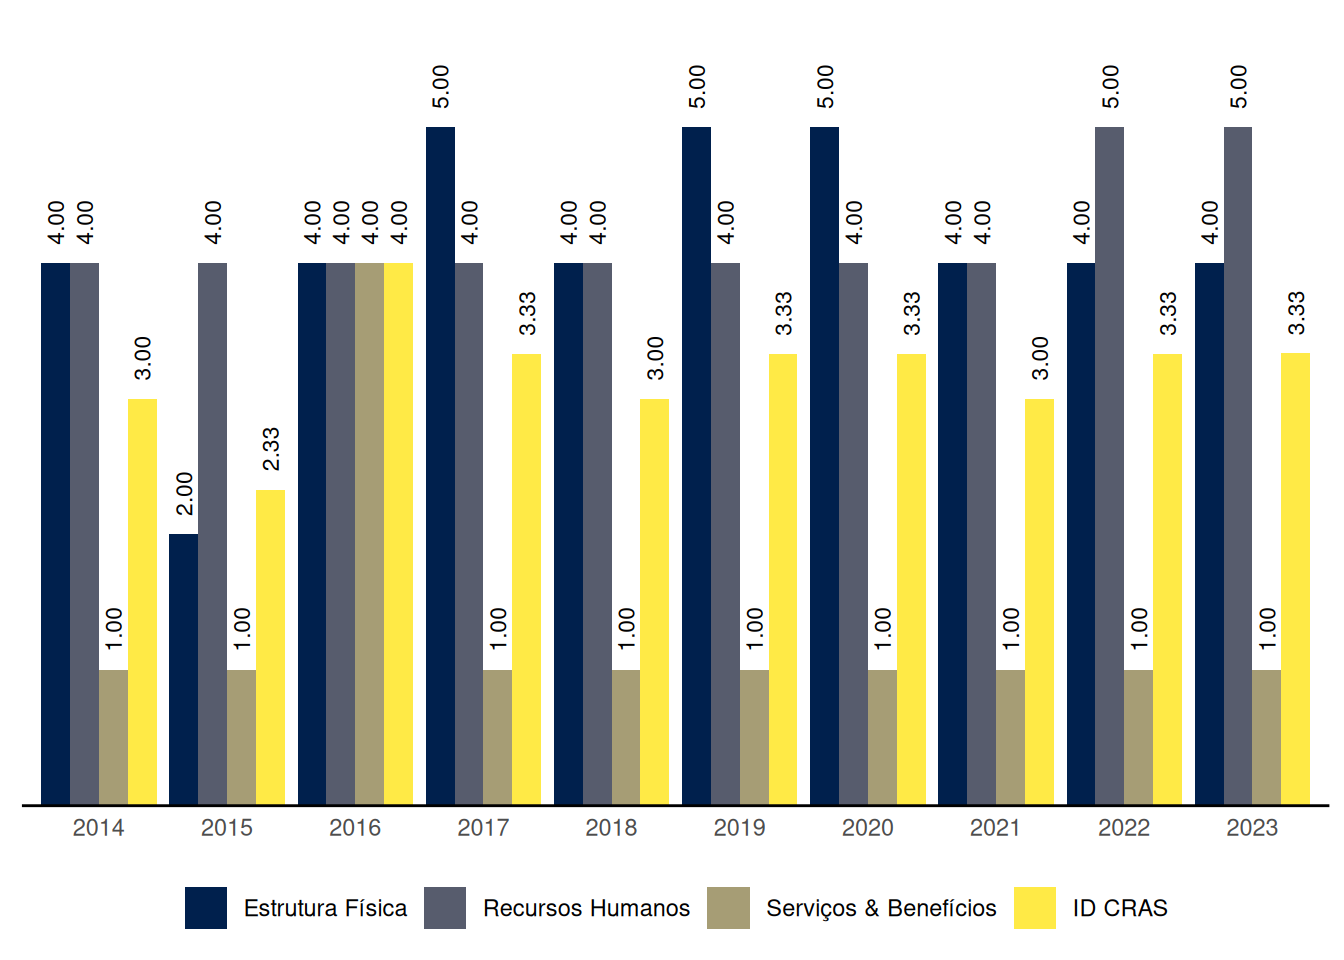 5.00 5.00 5.00 5.00 5.00
4.00 4.00 4.00 4.00 4.00 4.00 4.00 4.00 4.00 4.00 4.00 4.00 4.00 4.00 4.00 4.00
3.33 3.33 3.33 3.33 3.33
3.00 3.00 3.00
2.33
2.00
1.00 1.00 1.00 1.00 1.00 1.00 1.00 1.00 1.00
2014 2015 2016 2017 2018 2019 2020 2021 2022 2023
Estrutura Física Recursos Humanos Serviços & Benefícios ID CRAS